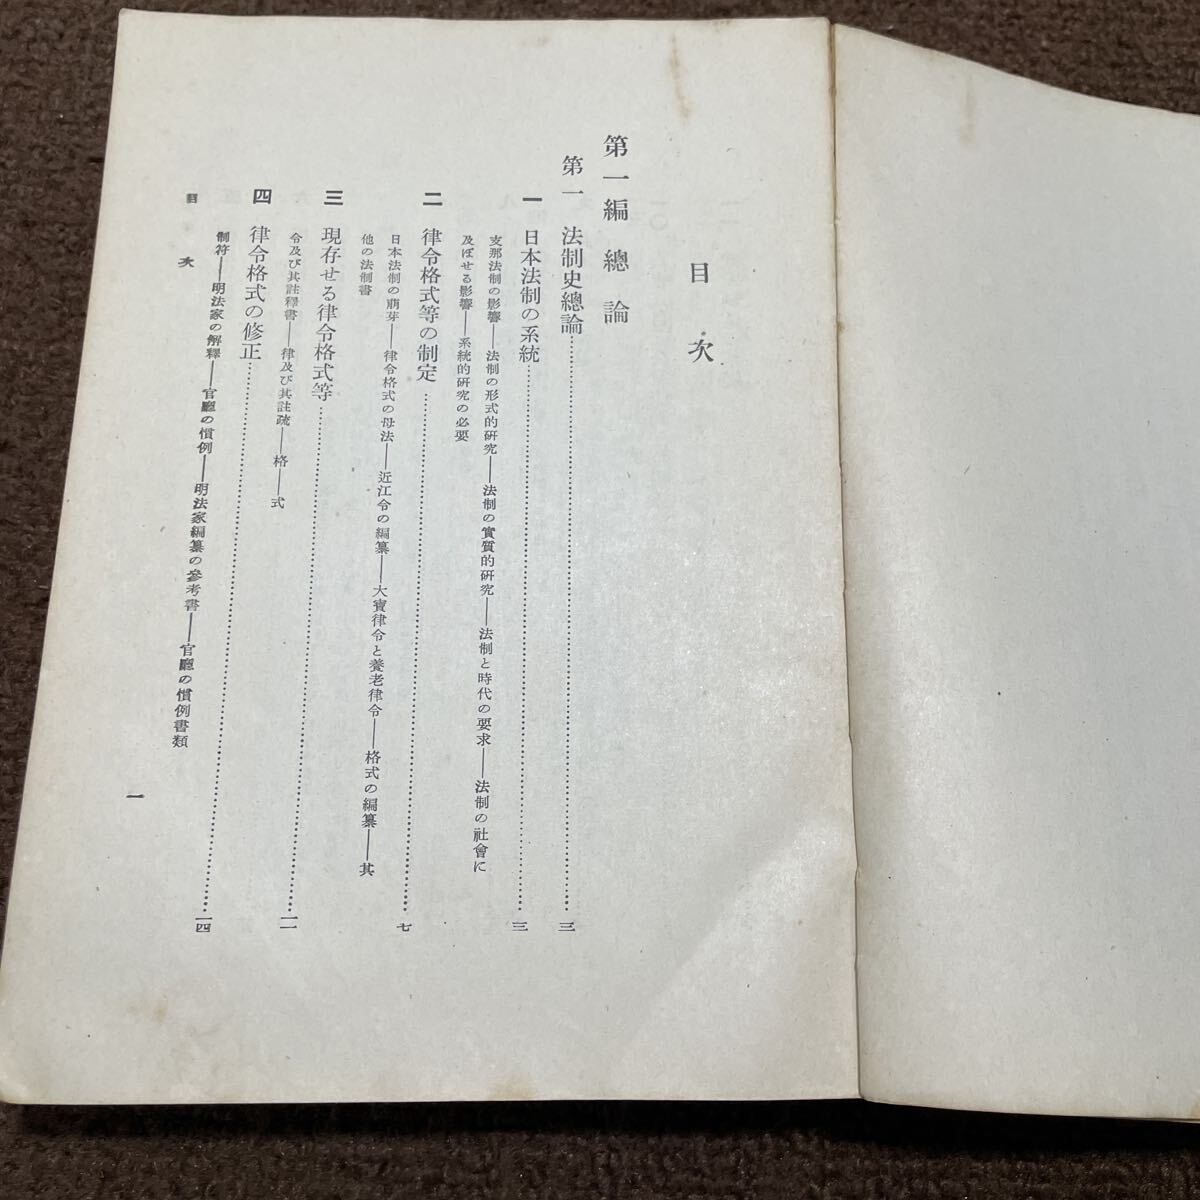 目次
第一編 總論
第一 法制史總論……三
一 日本法制の系統……三
支那法制の影響――法制の形式的硏究――法制の實質的硏究――法制と時代の要求――法制の社會に
及ぼせる影響――系統的硏究の必要
二 律令格式等の制定……七
日本法制の萠芽――律令格式の母法――近江令の編纂――大寶律令と養老律令――格式の編纂――其
他の法制書
三 現存せる律令格式等……一一
令及び其註釋書――律及び其註疏――格――式
四 律令格式の修正……一四
制符――明法家の解釋――官廳の慣例――明法家編纂の參考書――官廳の慣例書類
目次
一